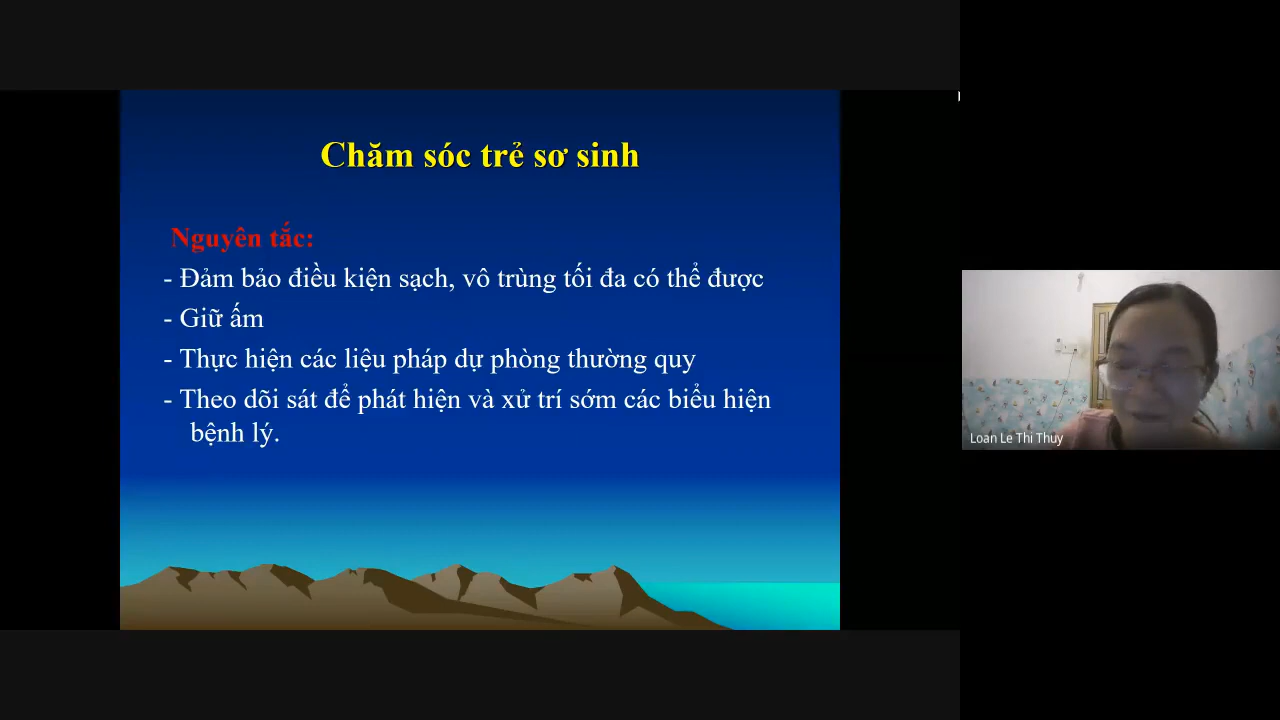 Chăm sóc trẻ sơ sinh
Nguyên tắc:
- Đảm bảo điều kiện sạch, vô trùng tối đa có thể được
- Giữ ấm
- Thực hiện các liệu pháp dự phòng thường quy
- Theo dõi sát để phát hiện và xử trí sớm các biểu hiện
bệnh lý.
Loan Le Thi Thuy